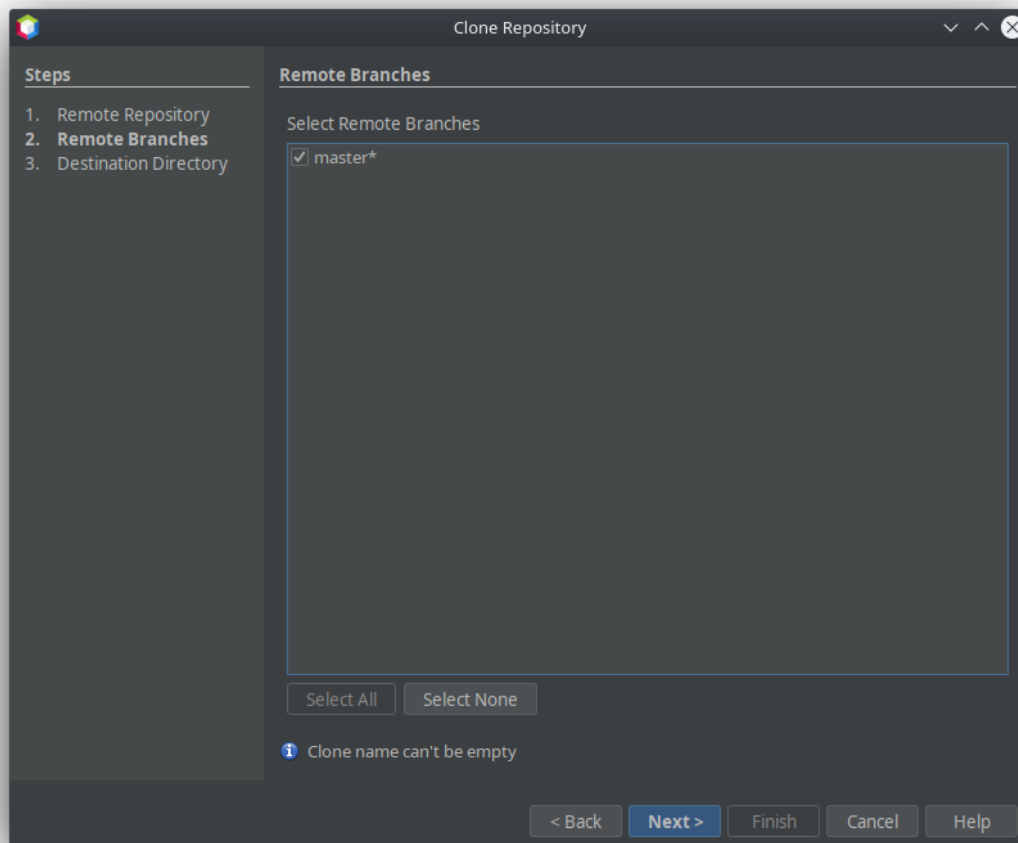 Clone Repository
Steps
1. Remote Repository
2. Remote Branches
3. Destination Directory
Remote Branches
Select Remote Branches
master*
Select All
Select None
Clone name can't be empty
< Back
Next >
Finish
Cancel
Help